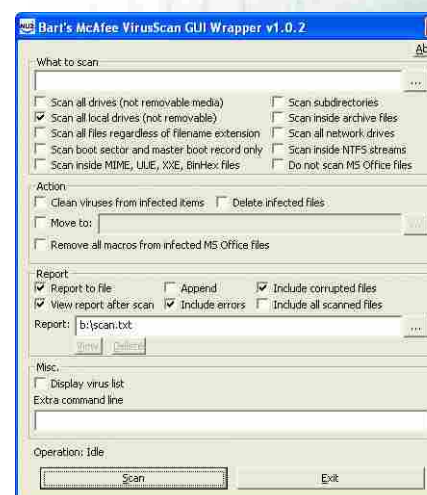 Bart's McAfee VirusScan GUI Wrapper v1.0.2
Ab
What to scan
...
Scan all drives (not removable media)
Scan subdirectories
Scan all local drives (not removable)
Scan inside archive files
Scan all files regardless of filename extension
Scan all network drives
Scan boot sector and master boot record only
Scan inside NTFS streams
Scan inside MIME, UUE, XXE, BinHex files
Do not scan MS Office files
Action
Clean viruses from infected items
Delete infected files
Move to:
Remove all macros from infected MS Office files
Report
Report to file
Append
Include corrupted files
View report after scan
Include errors
Include all scanned files
Report:
b:\scan.txt
...
View
Delete
Misc.
Display virus list
Extra command line
Operation: Idle
Scan
Exit